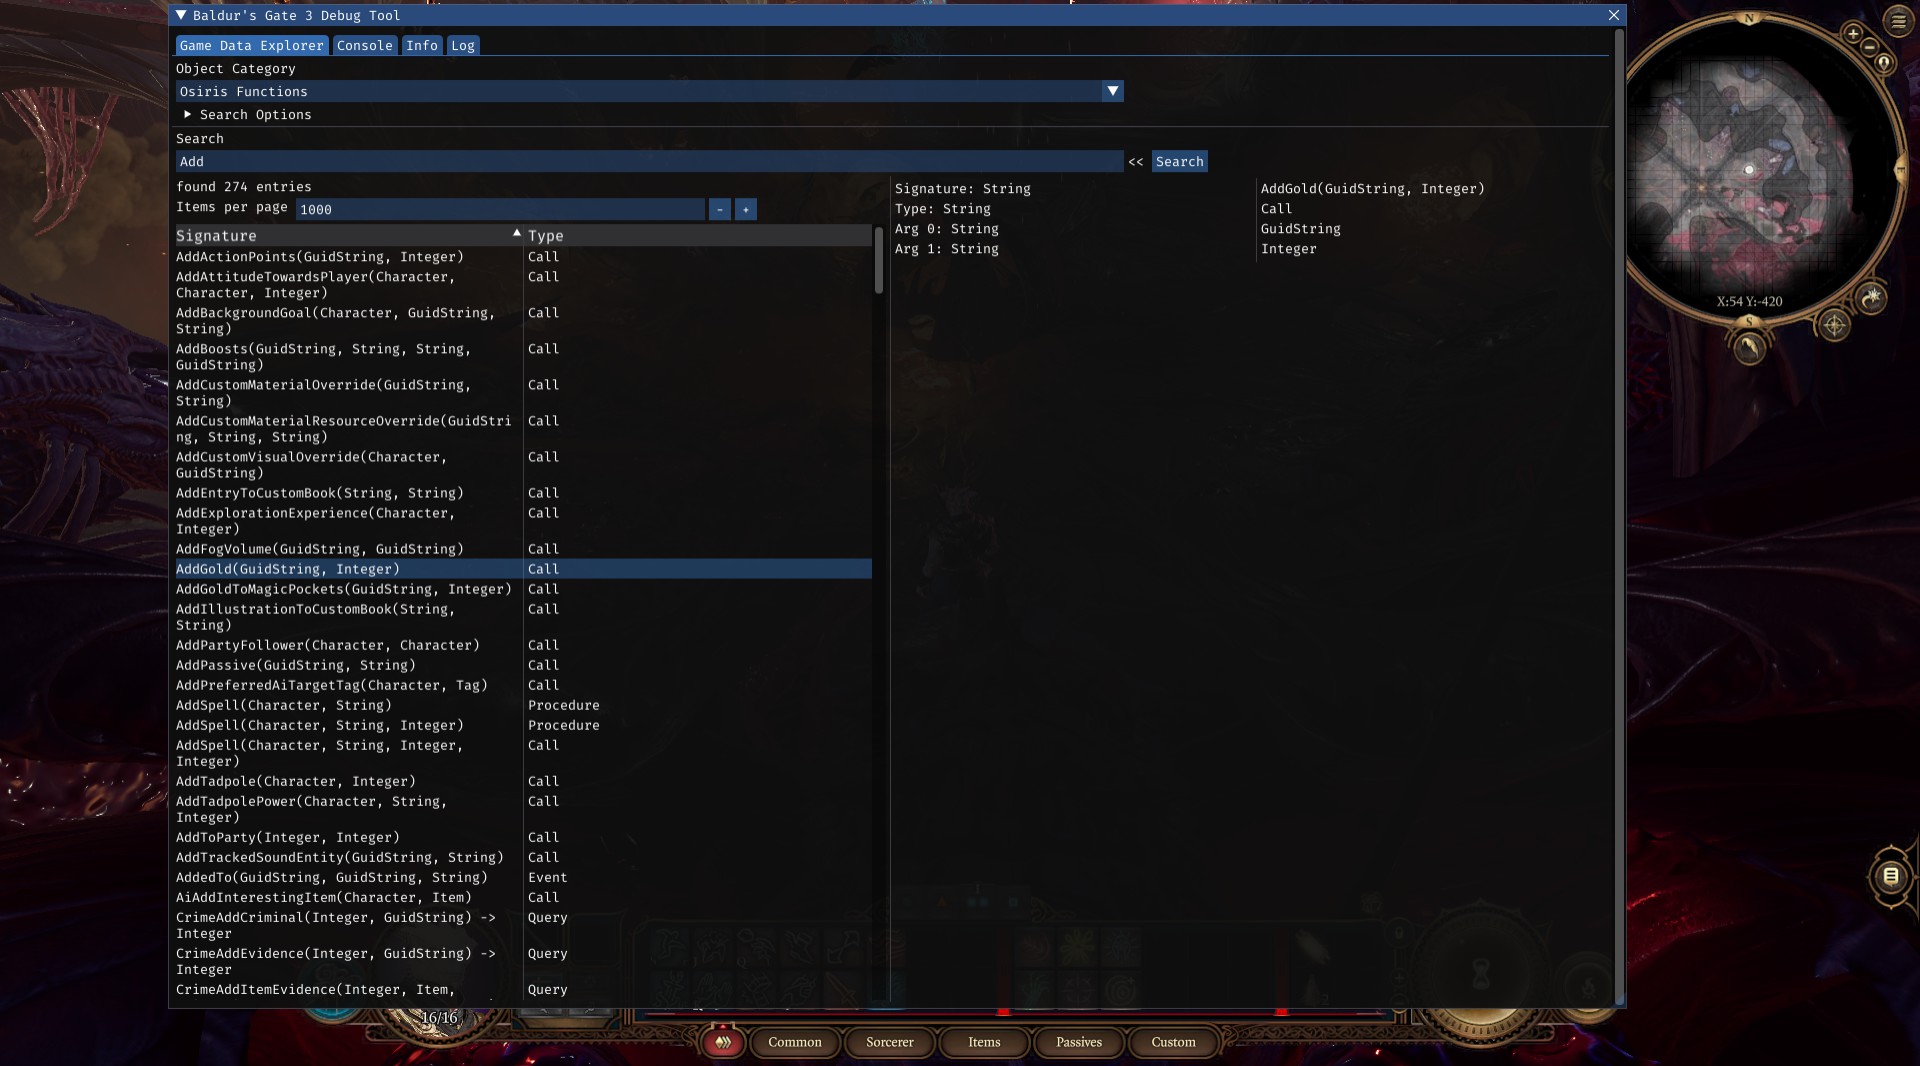 Baldur's Gate 3 Debug Tool
Game Data Explorer Console Info Log
Object Category
Osiris Functions
Search Options
Search
Add << Search
found 274 entries
Items per page 1000 - +
Signature Type
AddActionPoints(GuidString, Integer) Call
AddAttitudeTowardsPlayer(Character, Call
Character, Integer)
AddBackgroundGoal(Character, GuidString, Call
String)
AddBoosts(GuidString, String, String, Call
GuidString)
AddCustomMaterialOverride(GuidString, Call
String)
AddCustomMaterialResourceOverride(GuidStri Call
ng, String, String)
AddCustomVisualOverride(Character, Call
GuidString)
AddEntryToCustomBook(String, String) Call
AddExplorationExperience(Character, Call
Integer)
AddFogVolume(GuidString, GuidString) Call
AddGold(GuidString, Integer) Call
AddGoldToMagicPockets(GuidString, Integer) Call
AddIllustrationToCustomBook(String, Call
String)
AddPartyFollower(Character, Character) Call
AddPassive(GuidString, String) Call
AddPreferredAiTargetTag(Character, Tag) Call
AddSpell(Character, String) Procedure
AddSpell(Character, String, Integer) Procedure
AddSpell(Character, String, Integer, Call
Integer)
AddTadpole(Character, Integer) Call
AddTadpolePower(Character, String, Call
Integer)
AddToParty(Integer, Integer) Call
AddTrackedSoundEntity(GuidString, String) Call
AddedTo(GuidString, GuidString, String) Event
AiAddInterestingItem(Character, Item) Call
CrimeAddCriminal(Integer, GuidString) -> Query
Integer
CrimeAddEvidence(Integer, GuidString) -> Query
Integer
CrimeAddItemEvidence(Integer, Item, Query
Signature: String AddGold(GuidString, Integer)
Type: String Call
Arg 0: String GuidString
Arg 1: String Integer
N
E
X:54 Y:-420
S
16/16
Common Sorcerer Items Passives Custom